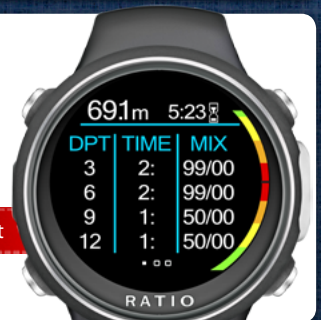 69.1m 5:23
DPT TIME MIX
3 2: 99/00
6 2: 99/00
9 1: 50/00
12 1: 50/00
t
RATIO